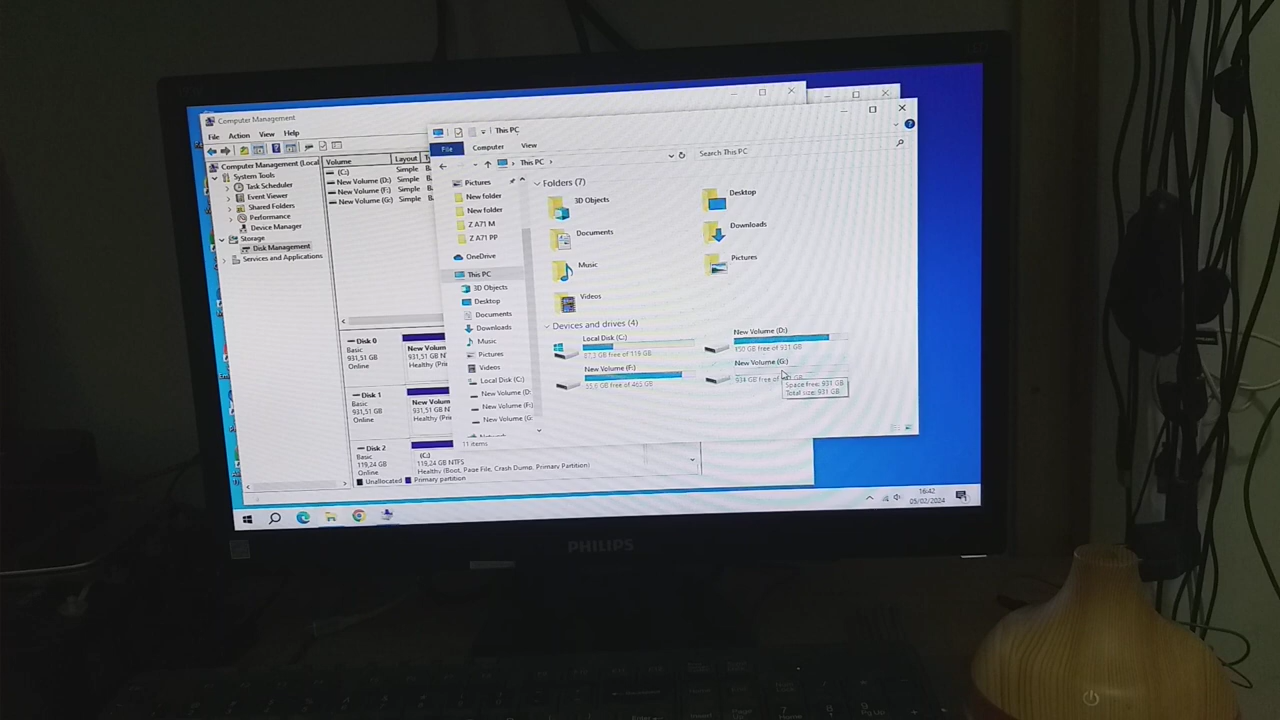 Computer Management
File Action View Help
Computer Management (Local
System Tools
Task Scheduler
Event Viewer
Shared Folders
Performance
Device Manager
Storage
Disk Management
Services and Applications
Volume Layout
(C:) Simple
New Volume (D:) Simple
New Volume (F:) Simple
New Volume (G:) Simple
Disk 0
Basic
931,51 GB
Online
New Volum
931,51 GB N
Healthy (Pri
Disk 1
Basic
931,51 GB
Online
New Volum
931,51 GB N
Healthy (Prin
Disk 2
Basic
119,24 GB
Online
(C:)
119,24 GB NTFS
Healthy (Boot, Page File, Crash Dump, Primary Partition)
Unallocated Primary partition
This PC
File Computer View
This PC
Search This PC
Pictures
New folder
New folder
Z A71 M
Z A71 PP
OneDrive
This PC
3D Objects
Desktop
Documents
Downloads
Music
Pictures
Videos
Local Disk (C:)
New Volume (D:
New Volume (F:
New Volume (G:
11 items
Folders (7)
3D Objects
Desktop
Documents
Downloads
Music
Pictures
Videos
Devices and drives (4)
Local Disk (C:)
free of 119 GB
New Volume (D:)
150 GB free of 931 GB
New Volume (F:)
55,6 GB free of 465 GB
New Volume (G:)
931 GB free of
Space free: 931 GB
Total size: 931 GB
16:42
05/02/2024
PHILIPS